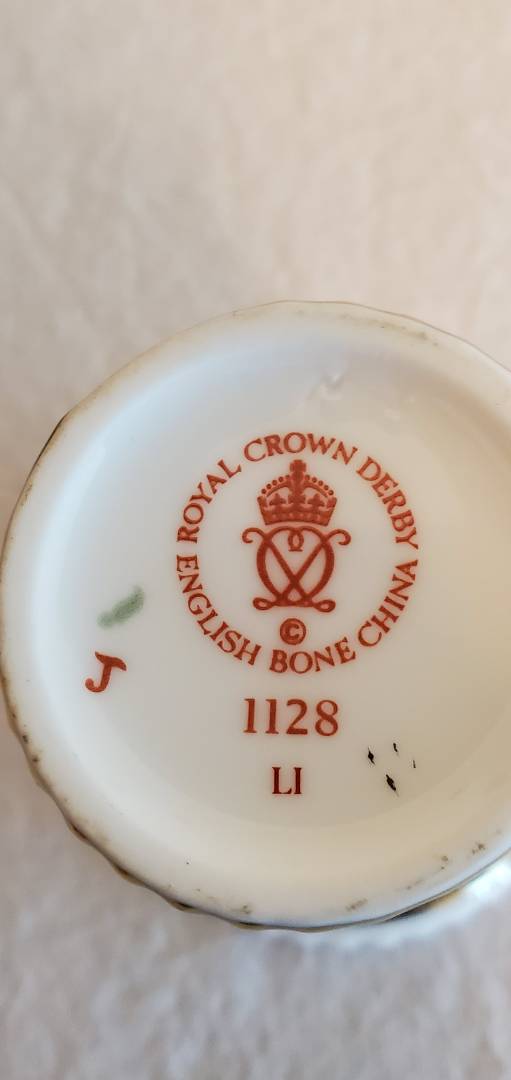 ROYAL CROWN DERBY
ENGLISH BONE CHINA
©
J
1128
LI